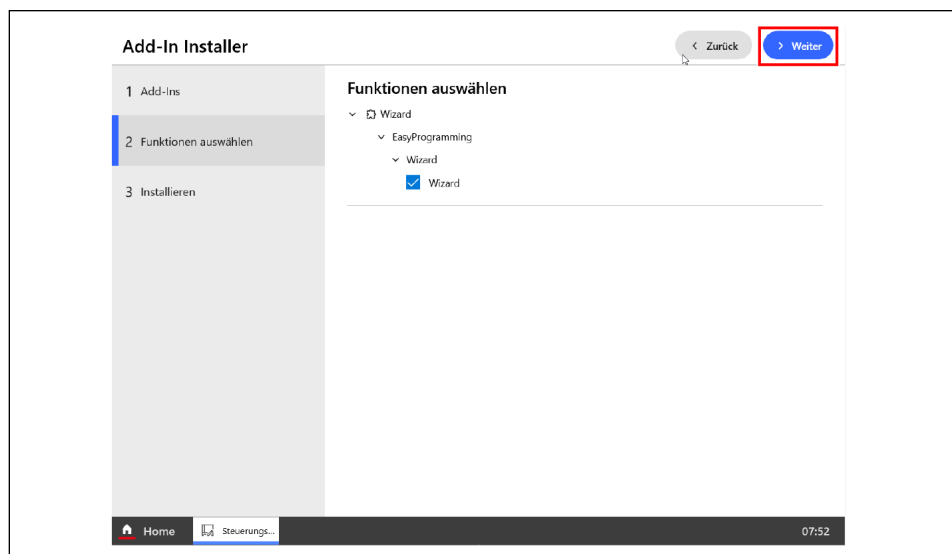 Add-In Installer
Zurück
Weiter
1 Add-Ins
2 Funktionen auswählen
3 Installieren
Funktionen auswählen
Wizard
EasyProgramming
Wizard
Wizard
Home
Steuerungs...
07:52